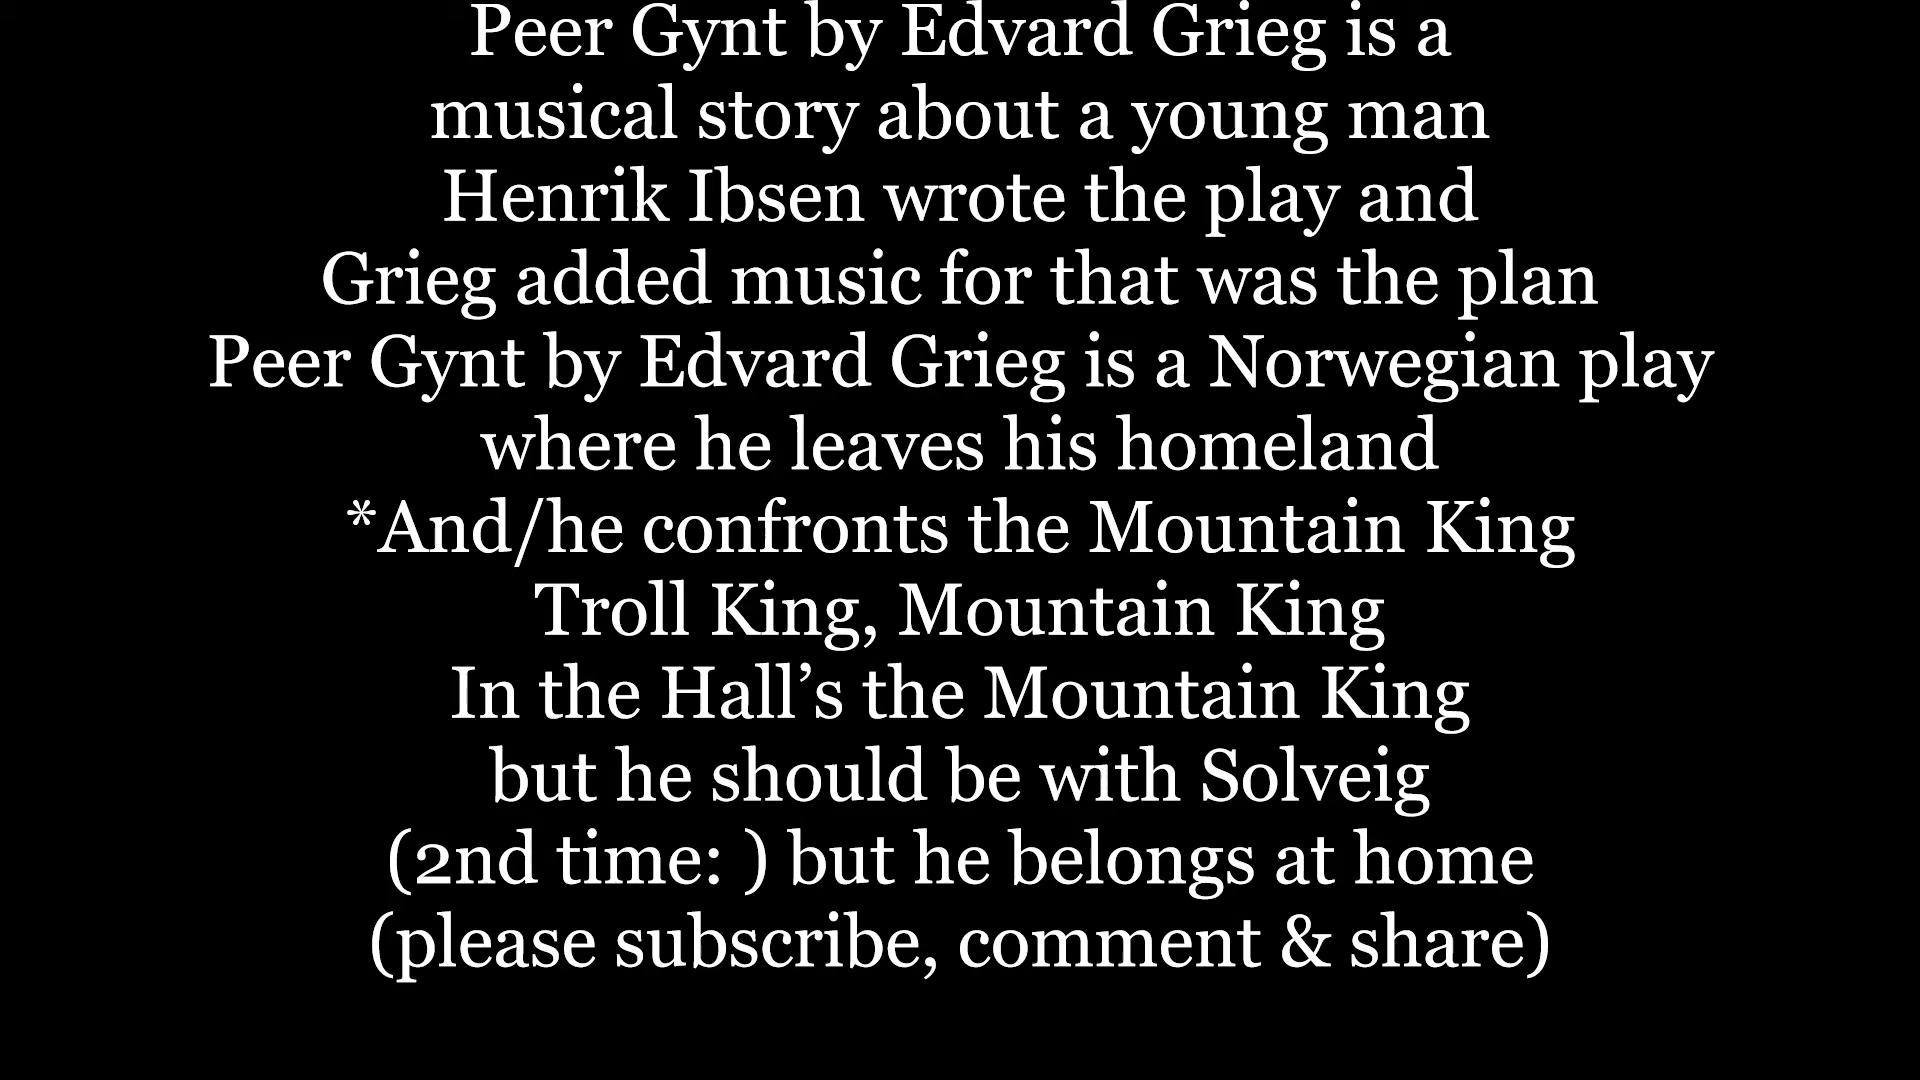 Peer Gynt by Edvard Grieg is a
musical story about a young man
Henrik Ibsen wrote the play and
Grieg added music for that was the plan
Peer Gynt by Edvard Grieg is a Norwegian play
where he leaves his homeland
*And/he confronts the Mountain King
Troll King, Mountain King
In the Hall’s the Mountain King
but he should be with Solveig
(2nd time: ) but he belongs at home
(please subscribe, comment & share)